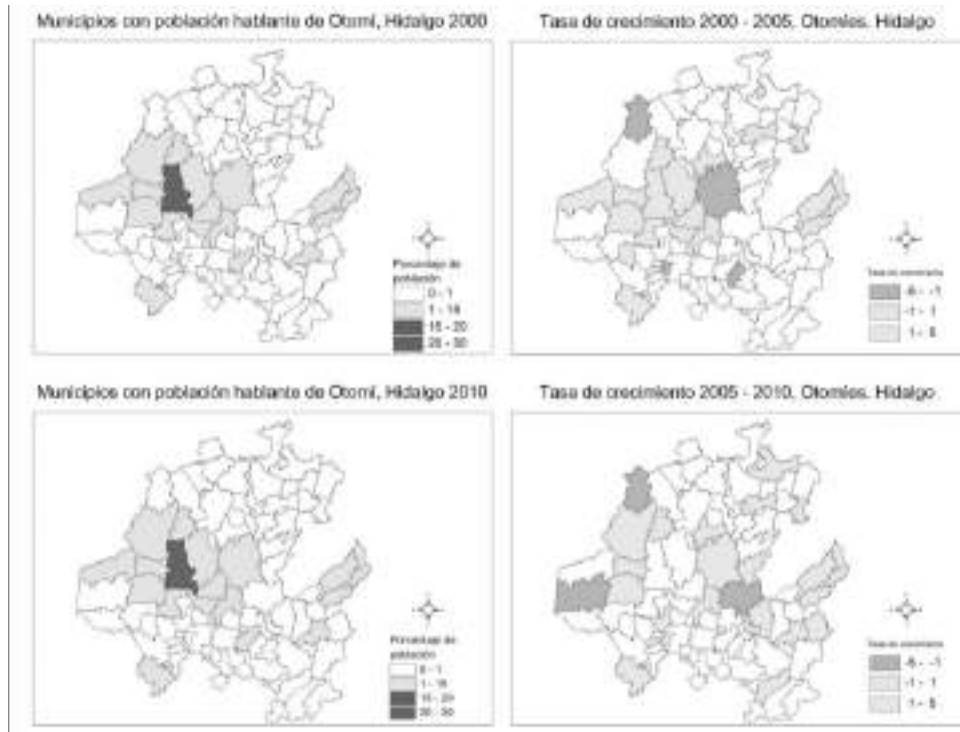 Municipios con población hablante de Otomí, Hidalgo 2000
Tasa de crecimiento 2000 - 2005. Otomíes. Hidalgo
Porcentaje de
población
0 - 1
1 - 15
15 - 20
20 - 30
-6 - -1
-1 - 1
1 - 5
Municipios con población hablante de Otomí, Hidalgo 2010
Tasa de crecimiento 2005 - 2010. Otomíes. Hidalgo
Porcentaje de
población
0 - 1
1 - 15
15 - 20
20 - 30
Tasa de crecimiento
-6 - -1
-1 - 1
1 - 5